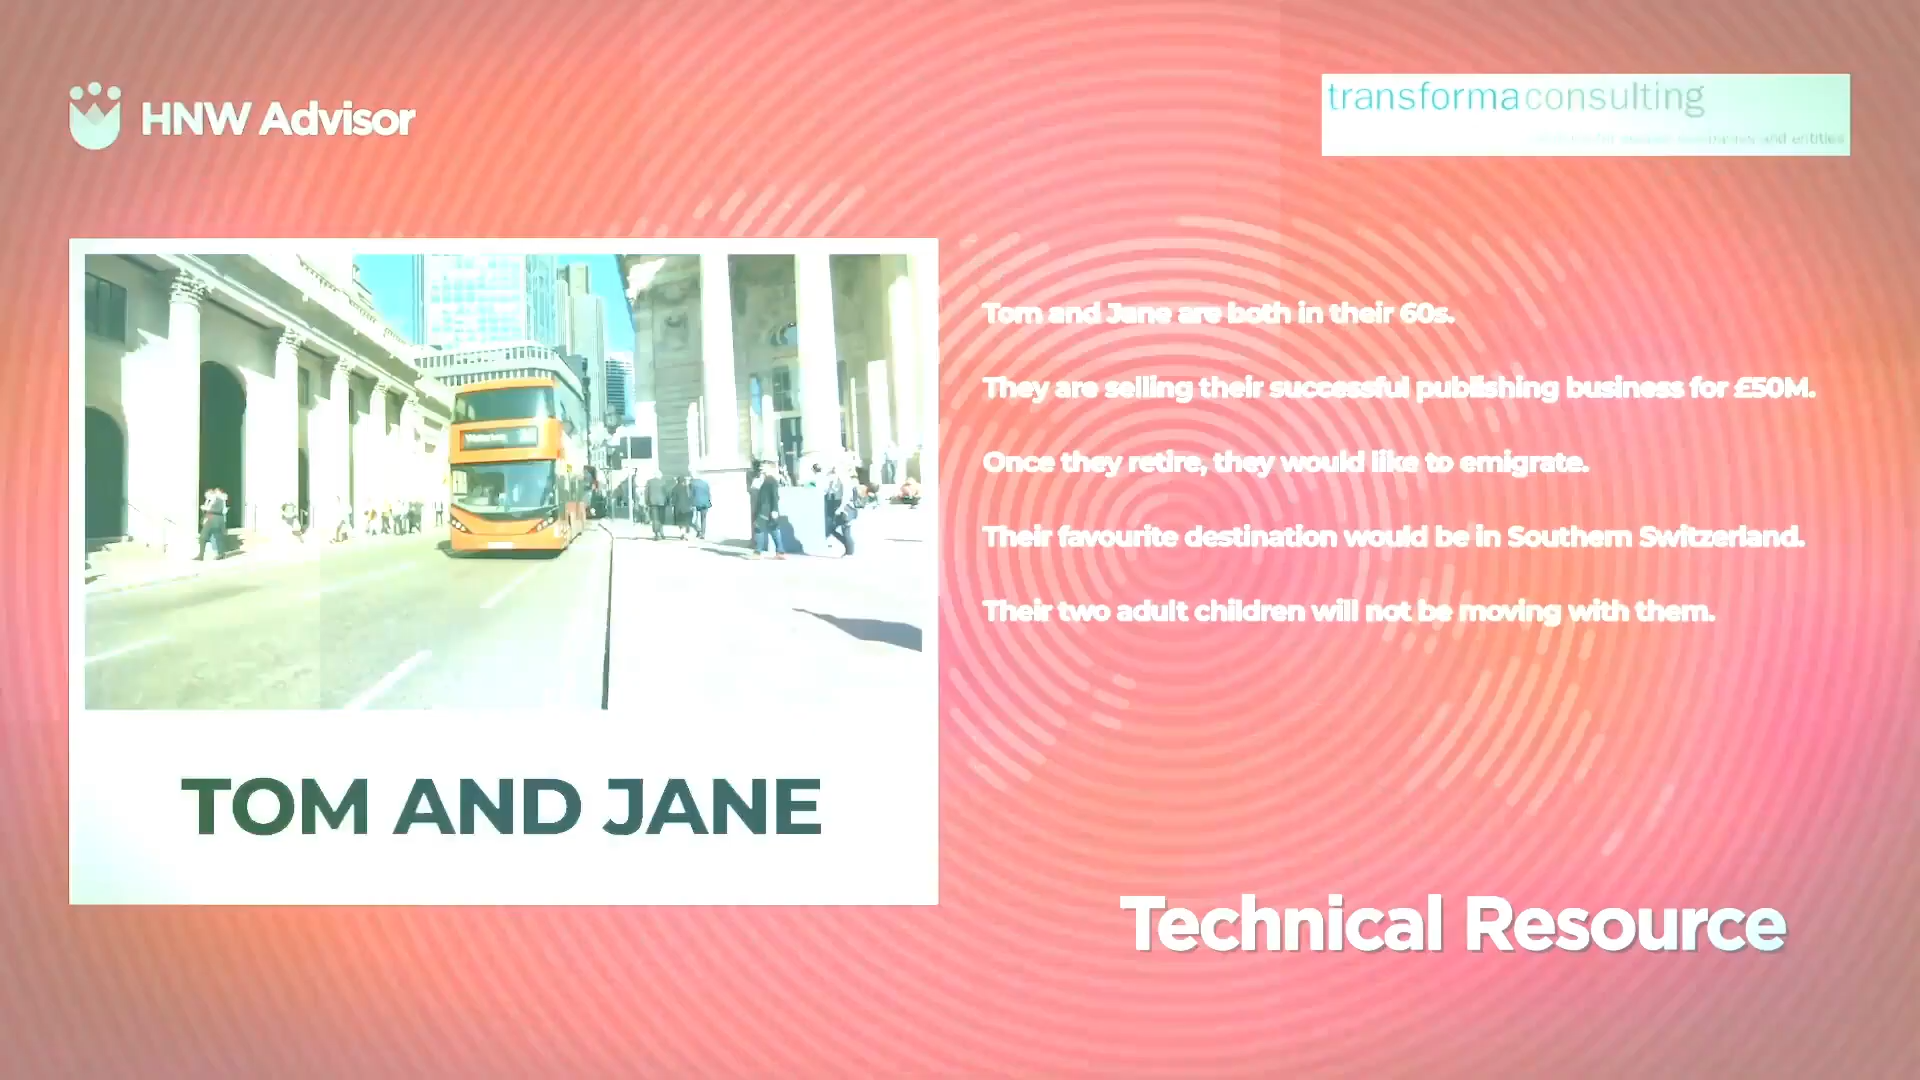 HNW Advisor
transformaconsulting
and entities
Tom and Jane are both in their 60s.
They are selling their successful publishing business for £50M.
Once they retire, they would like to emigrate.
Their favourite destination would be in Southern Switzerland.
Their two adult children will not be moving with them.
TOM AND JANE
Technical Resource